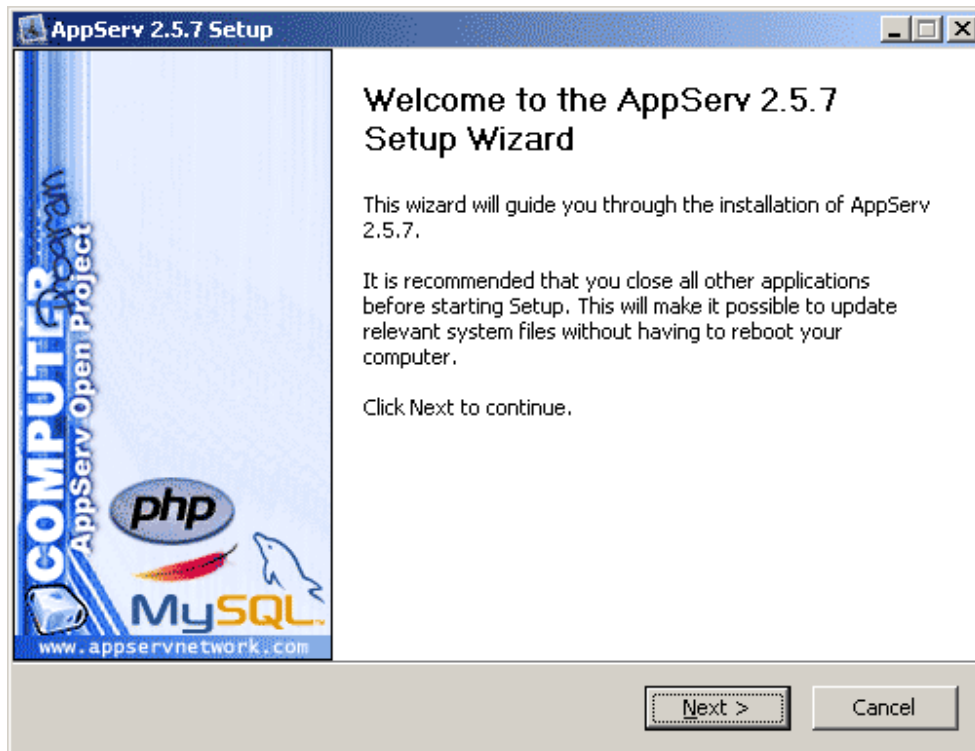 AppServ 2.5.7 Setup
Welcome to the AppServ 2.5.7
Setup Wizard
This wizard will guide you through the installation of AppServ
2.5.7.
It is recommended that you close all other applications
before starting Setup. This will make it possible to update
relevant system files without having to reboot your
computer.
Click Next to continue.
COMPUTER
Program
AppServ Open Project
php
MySQL
www.appservnetwork.com
Next >
Cancel